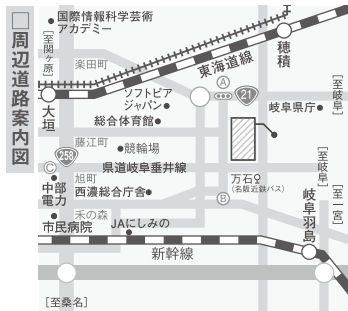 □周辺道路案内図
国際情報科学芸術
アカデミー
[至関ヶ原]
楽田町
東海道線
穂積
[至岐阜]
大垣
ソフトピア
ジャパン
Ⓐ
21
岐阜県庁
総合体育館
藤江町
競輪場
258
県道岐阜垂井線
[至岐阜]
Ⓒ
旭町
中部
電力
西濃総合庁舎
万石
(名阪近鉄バス)
Ⓑ
禾の森
岐阜羽島
[至一宮]
市民病院
JAにしみの
新幹線
[至桑名]